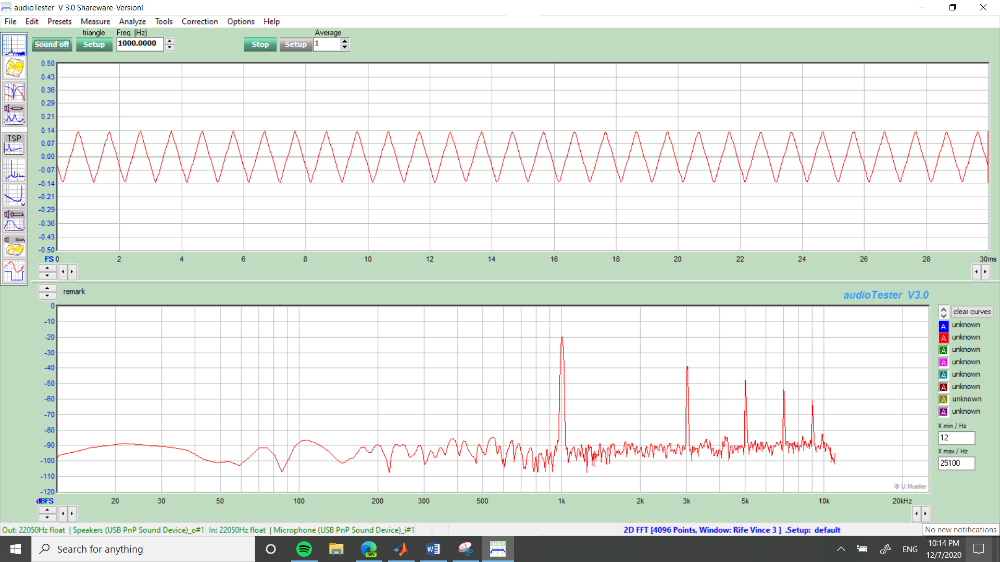 audioTester V 3.0 Shareware-Version!
File Edit Presets Measure Analyze Tools Correction Options Help
triangle Freq. (Hz) Average
Sound off Setup 1000.0000 Stop Setup 1
0.50
0.43
0.36
0.29
0.21
0.14
0.07
0.00
-0.07
-0.14
-0.21
-0.29
-0.36
-0.43
-0.50
TSP
FS 0 2 4 6 8 10 12 14 16 18 20 22 24 26 28 30ms
remark
audioTester V3.0
0
-10
-20
-30
-40
-50
-60
-70
-80
-90
-100
-110
-120
clear curves
A unknown
A unknown
A unknown
A unknown
A unknown
A unknown
A unknown
A unknown
X min / Hz
12
X max / Hz
25100
© U.Mueller
dBFS 20 30 50 100 200 300 500 1k 2k 3k 5k 10k 20kHz
Out: 22050Hz float | Speakers (USB PnP Sound Device)_o#1 In: 22050Hz float | Microphone (USB PnP Sound Device)_i#1 2D FFT [4096 Points, Window: Rife Vince 3 ] .Setup: default
No new notifications
Search for anything
DEV
ENG
10:14 PM
12/7/2020